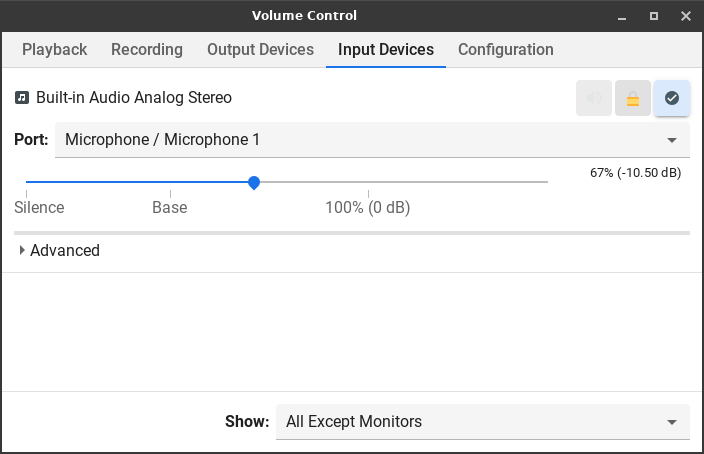 Volume Control
Playback Recording Output Devices Input Devices Configuration
Built-in Audio Analog Stereo
Port: Microphone / Microphone 1
67% (-10.50 dB)
Silence Base 100% (0 dB)
Advanced
Show: All Except Monitors